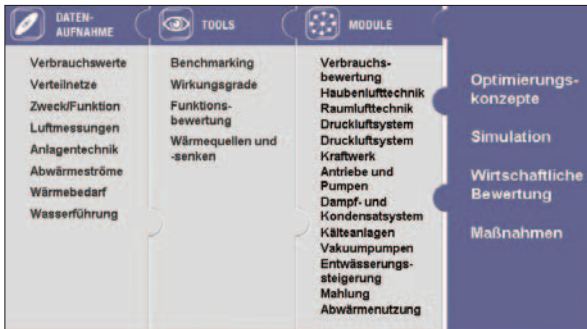 DATEN-
AUFNAHME
Verbrauchswerte
Verteilnetze
Zweck/Funktion
Luftmessungen
Anlagentechnik
Abwärmeströme
Wärmebedarf
Wasserführung
TOOLS
Benchmarking
Wirkungsgrade
Funktions-
bewertung
Wärmequellen und
-senken
MODULE
Verbrauchs-
bewertung
Haubenlufttechnik
Raumlufttechnik
Druckluftsystem
Druckluftsystem
Kraftwerk
Antriebe und
Pumpen
Dampf- und
Kondensatsystem
Kälteanlagen
Vakuumpumpen
Entwässerungs-
steigerung
Mahlung
Abwärmenutzung
Optimierungs-
konzepte
Simulation
Wirtschaftliche
Bewertung
Maßnahmen